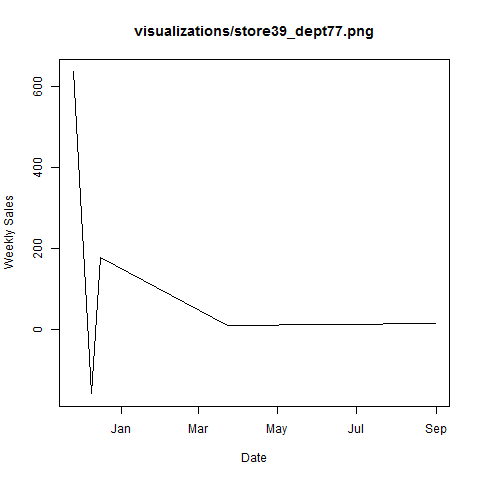 visualizations/store39_dept77.png
Weekly Sales
600
400
200
0
Jan Mar May Jul Sep
Date